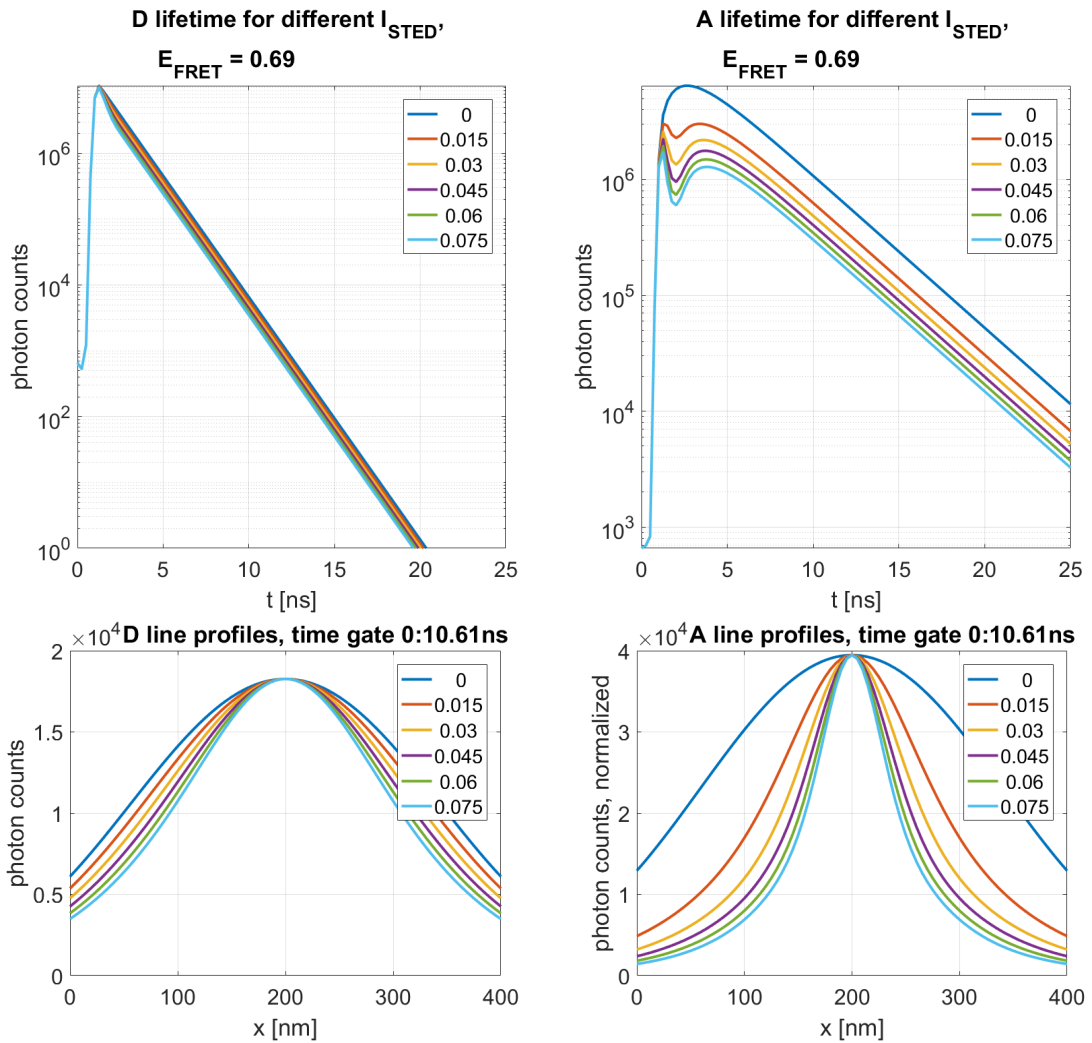 D lifetime for different I_STED,
E_FRET = 0.69
photon counts
10^6
10^4
10^2
10^0
0 5 10 15 20 25
t [ns]
0
0.015
0.03
0.045
0.06
0.075
A lifetime for different I_STED,
E_FRET = 0.69
photon counts
10^6
10^5
10^4
10^3
0 5 10 15 20 25
t [ns]
0
0.015
0.03
0.045
0.06
0.075
×10^4 D line profiles, time gate 0:10.61ns
photon counts
2
1.5
1
0.5
0
0 100 200 300 400
x [nm]
0
0.015
0.03
0.045
0.06
0.075
×10^4 A line profiles, time gate 0:10.61ns
photon counts, normalized
4
3
2
1
0
0 100 200 300 400
x [nm]
0
0.015
0.03
0.045
0.06
0.075